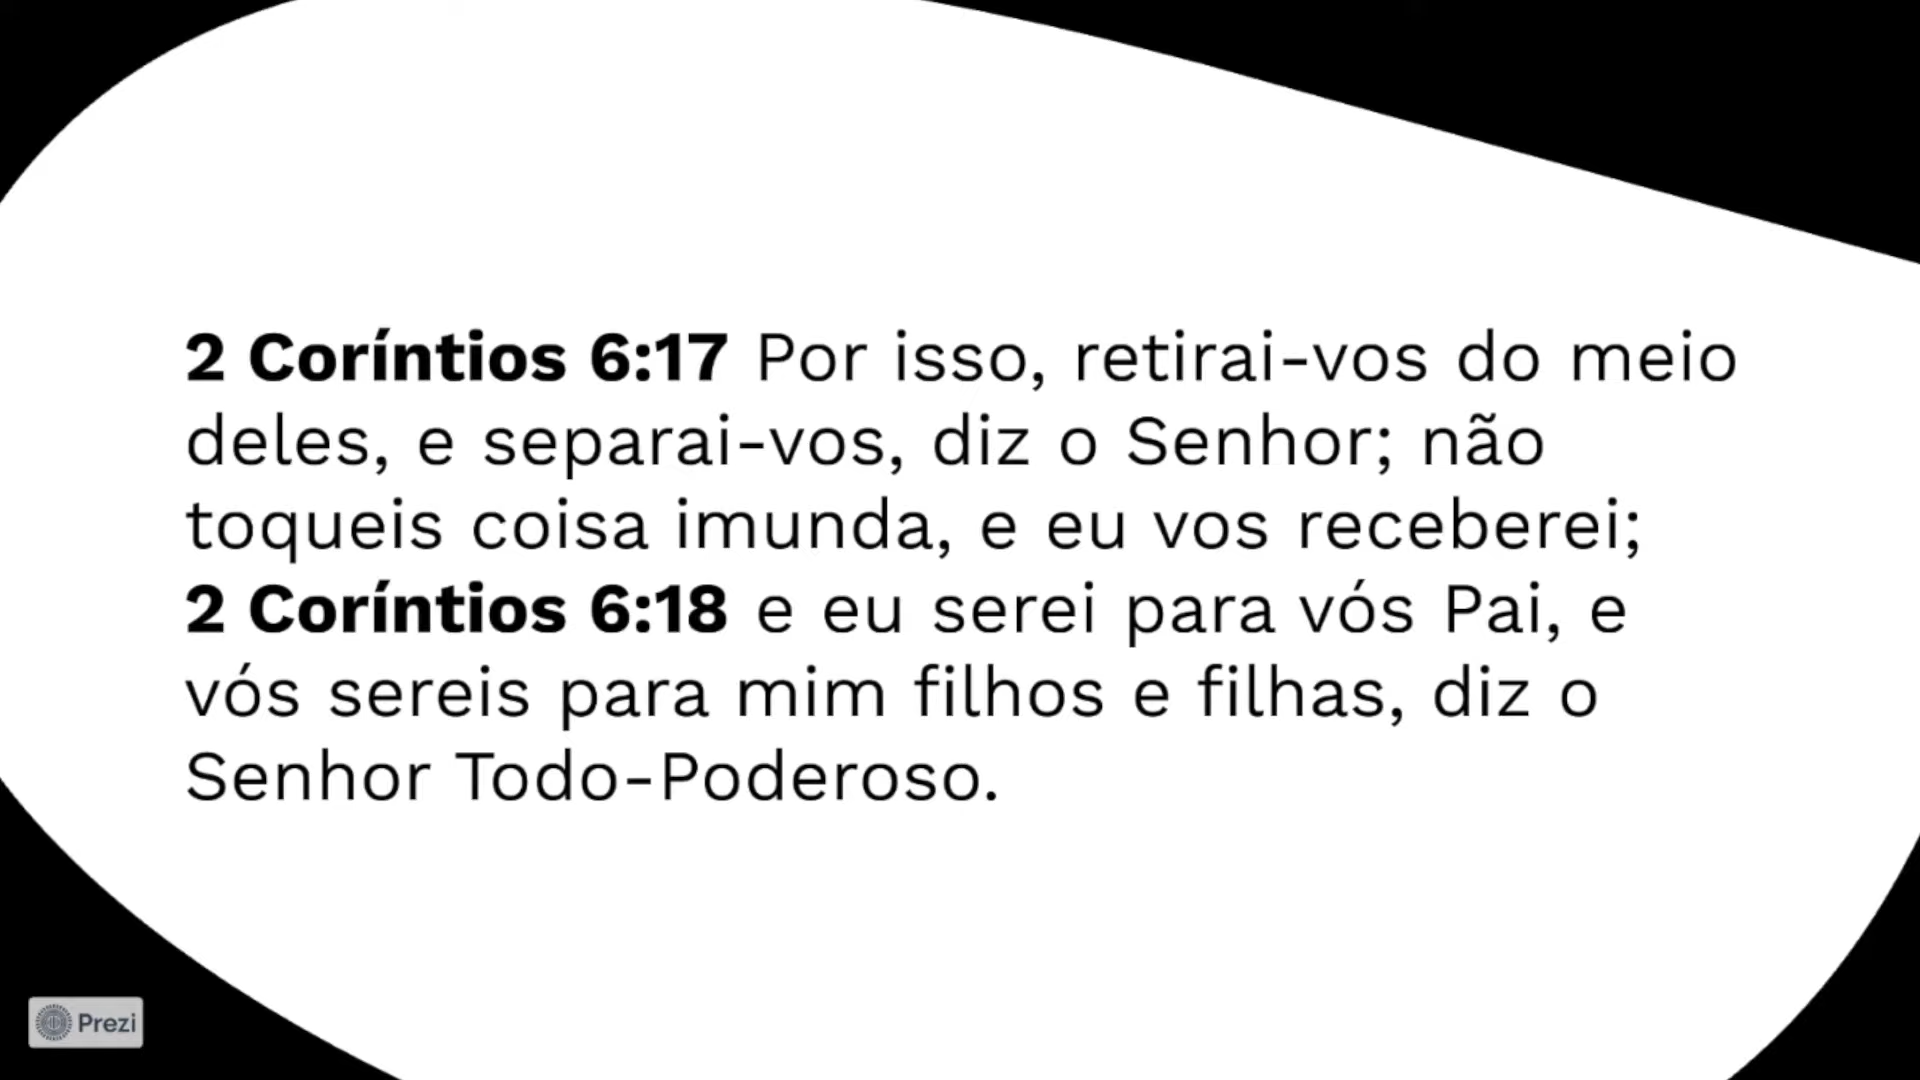 2 Coríntios 6:17 Por isso, retirai-vos do meio
deles, e separai-vos, diz o Senhor; não
toqueis coisa imunda, e eu vos receberei;
2 Coríntios 6:18 e eu serei para vós Pai, e
vós sereis para mim filhos e filhas, diz o
Senhor Todo-Poderoso.
Prezi